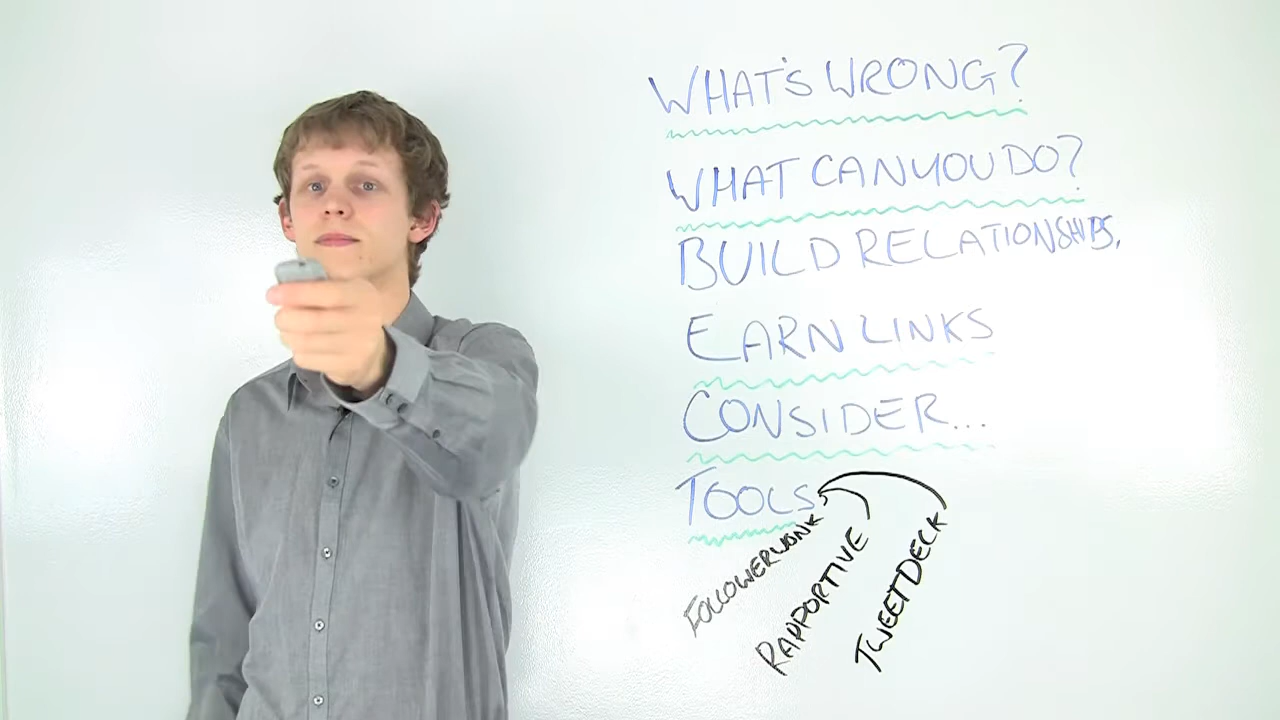 WHAT'S WRONG?
WHAT CAN YOU DO?
BUILD RELATIONSHIPS.
EARN LINKS
CONSIDER...
TOOLS
FOLLOWERWONK
RAPPORTIVE
TWEETDECK